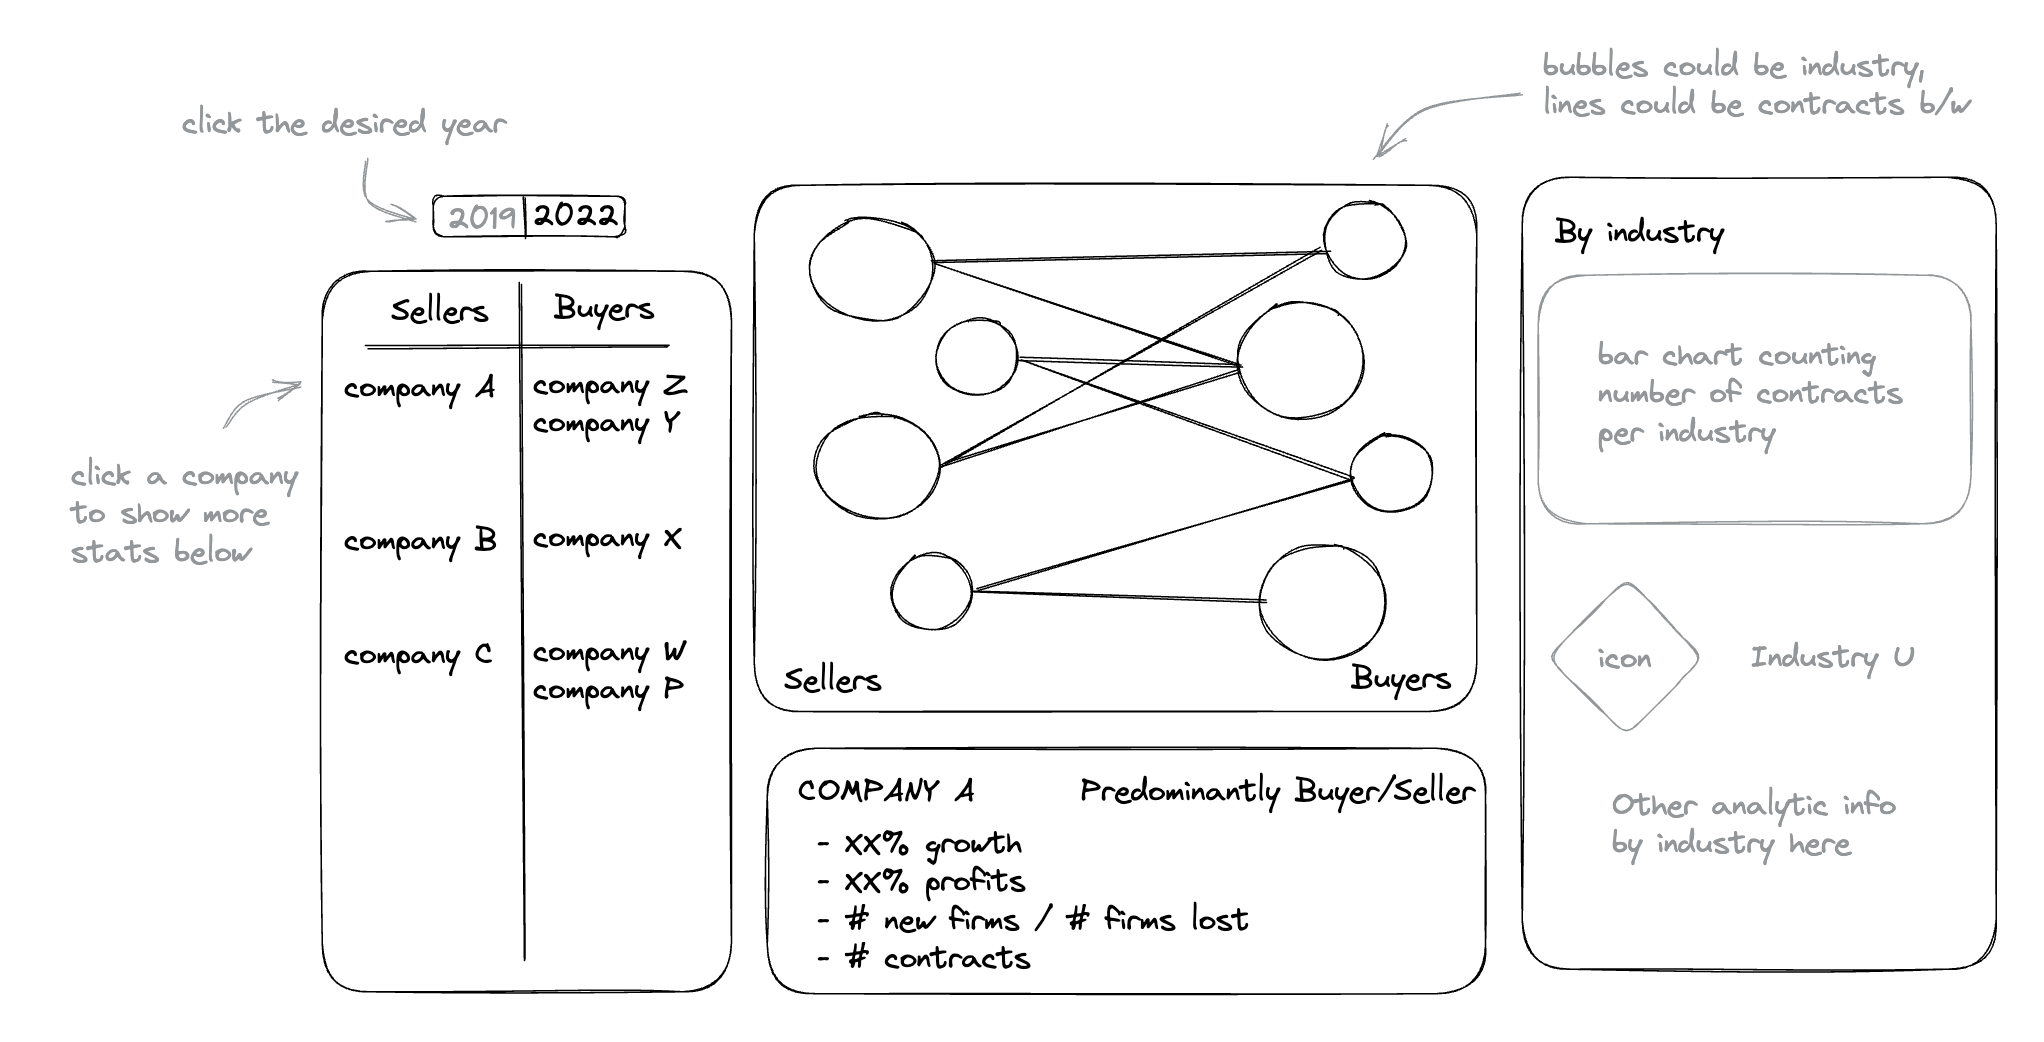 click the desired year
2019 2022
Sellers Buyers
company A company Z
company Y
company B company X
company C company W
company P
click a company
to show more
stats below
bubbles could be industry,
lines could be contracts b/w
Sellers Buyers
COMPANY A Predominantly Buyer/Seller
- XX% growth
- XX% profits
- # new firms / # firms lost
- # contracts
By industry
bar chart counting
number of contracts
per industry
icon Industry U
Other analytic info
by industry here